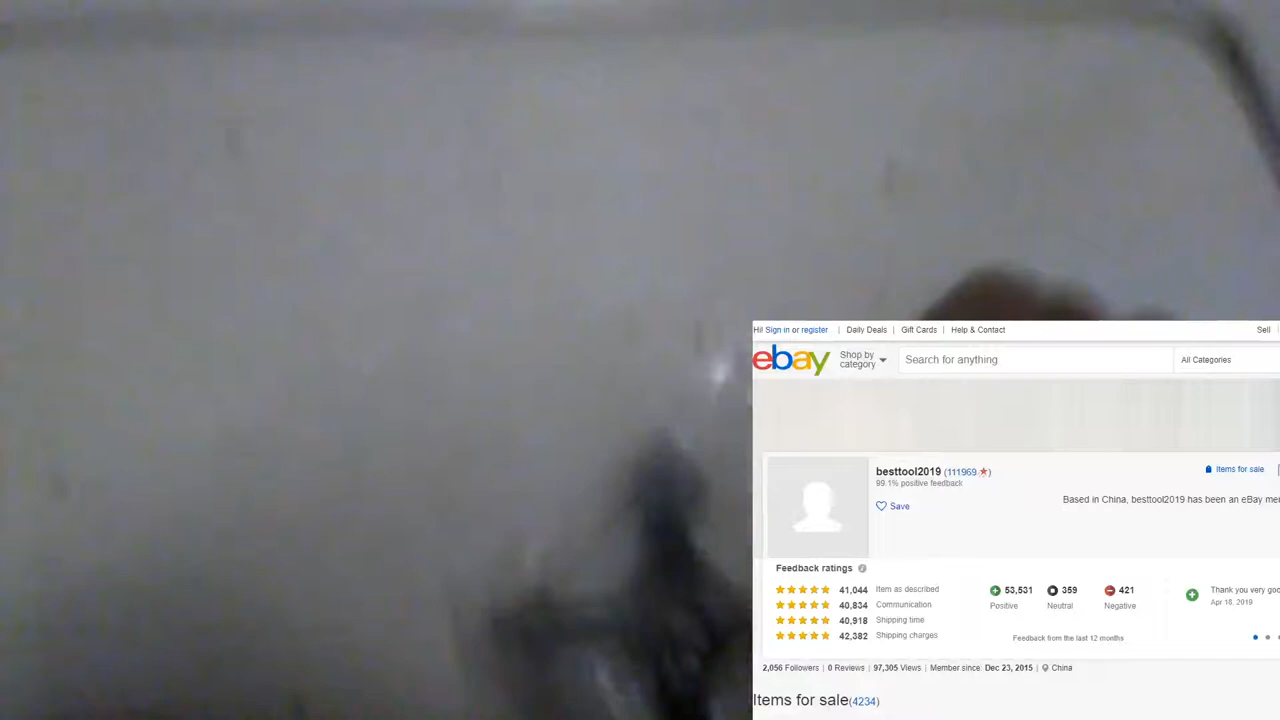 Hi! Sign in or register | Daily Deals | Gift Cards | Help & Contact Sell
ebay Shop by category Search for anything All Categories
besttool2019 (111969)
99.1% positive feedback
Save
Items for sale
Based in China, besttool2019 has been an eBay
Feedback ratings
41,044 Item as described
40,834 Communication
40,918 Shipping time
42,382 Shipping charges
53,531 Positive
359 Neutral
421 Negative
Feedback from the last 12 months
Thank you very
Apr 18, 2019
2,056 Followers | 0 Reviews | 97,305 Views | Member since: Dec 23, 2015 | China
Items for sale(4234)